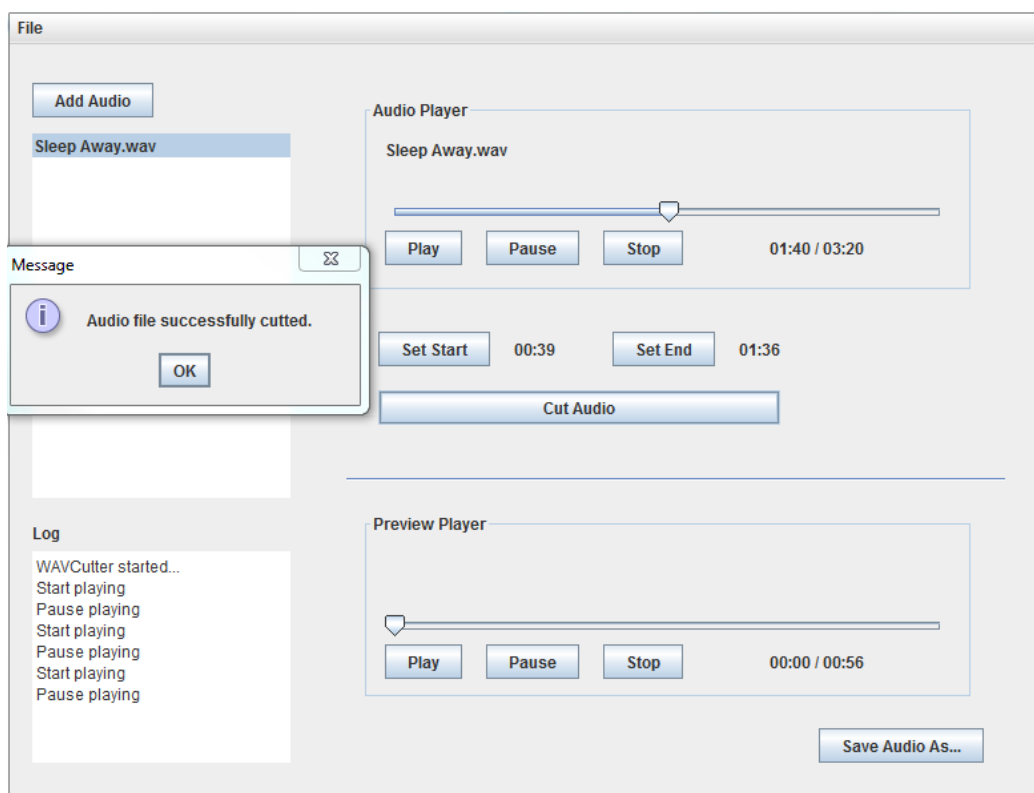 File
Add Audio
Sleep Away.wav
Audio Player
Sleep Away.wav
Play Pause Stop 01:40 / 03:20
Message
i
Audio file successfully cutted.
OK
Set Start 00:39 Set End 01:36
Cut Audio
Log
WAVCutter started...
Start playing
Pause playing
Start playing
Pause playing
Start playing
Pause playing
Preview Player
Play Pause Stop 00:00 / 00:56
Save Audio As...